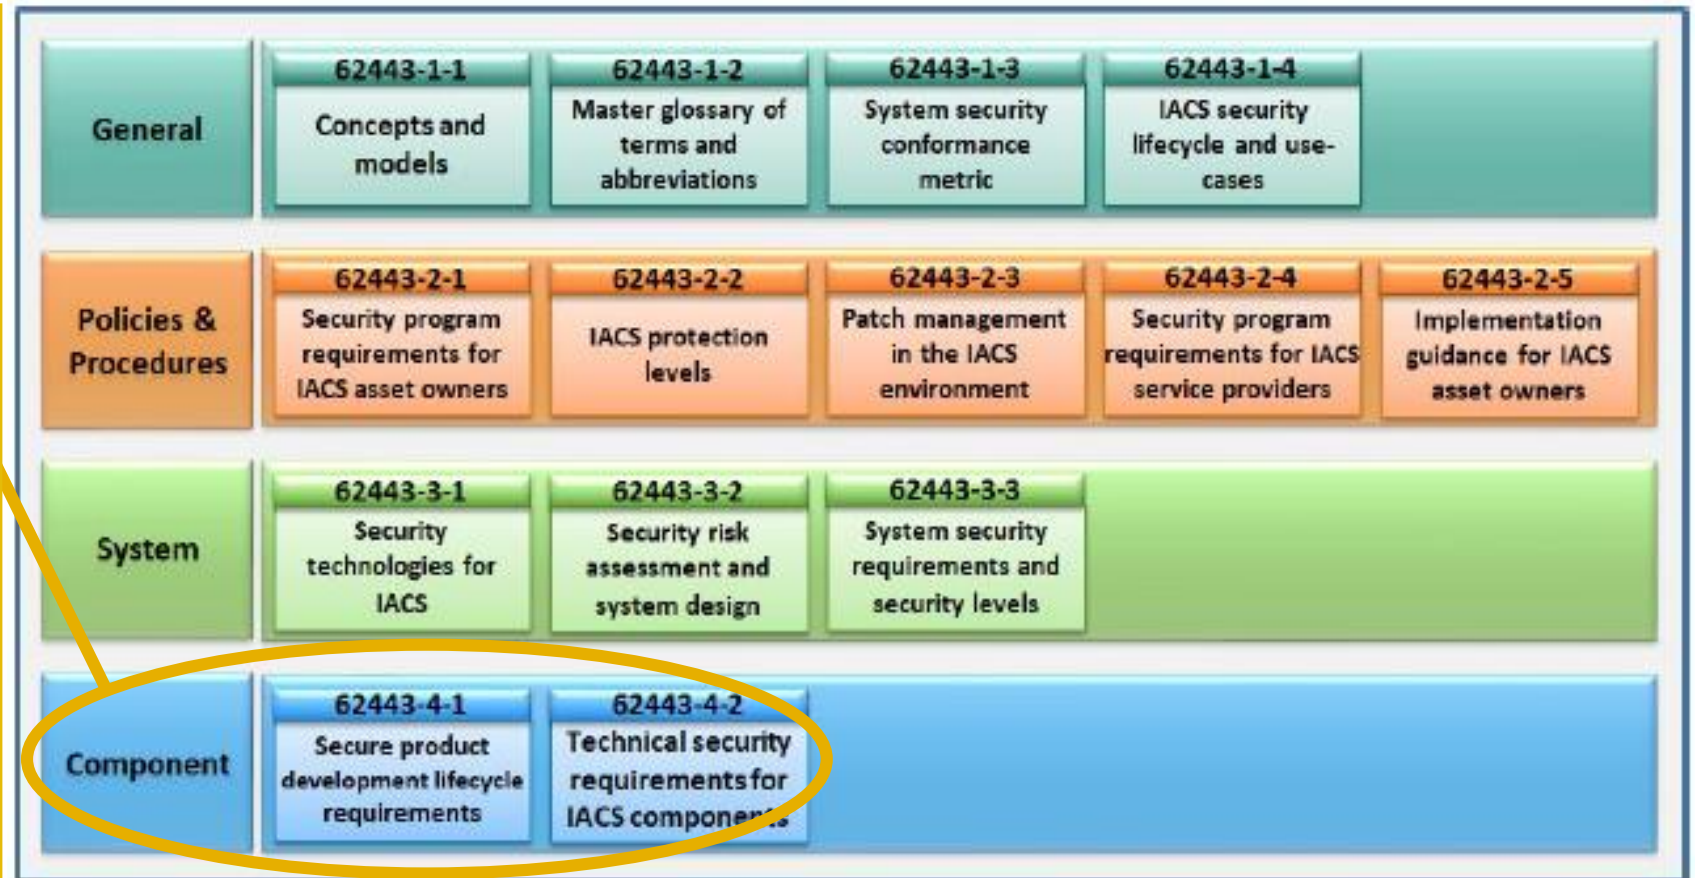 General
62443-1-1
Concepts and
models
62443-1-2
Master glossary of
terms and
abbreviations
62443-1-3
System security
conformance
metric
62443-1-4
IACS security
lifecycle and use-
cases
Policies &
Procedures
62443-2-1
Security program
requirements for
IACS asset owners
62443-2-2
IACS protection
levels
62443-2-3
Patch management
in the IACS
environment
62443-2-4
Security program
requirements for IACS
service providers
62443-2-5
Implementation
guidance for IACS
asset owners
System
62443-3-1
Security
technologies for
IACS
62443-3-2
Security risk
assessment and
system design
62443-3-3
System security
requirements and
security levels
Component
62443-4-1
Secure product
development lifecycle
requirements
62443-4-2
Technical security
requirements for
IACS components